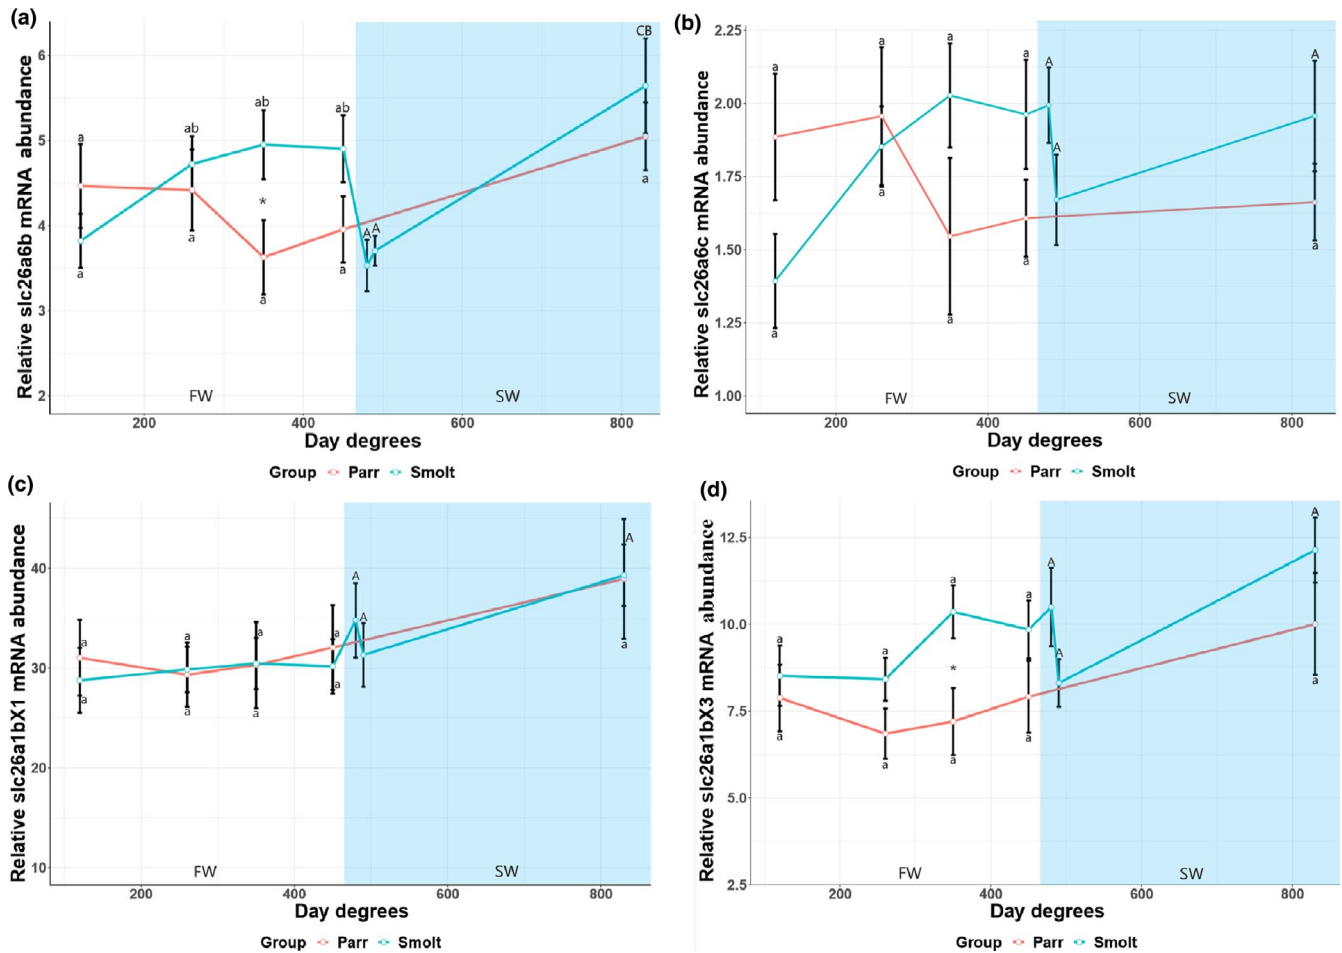 (a)
Relative slc26a6b mRNA abundance
6
5
4
3
2
a
a
ab
a
ab
*
a
ab
a
A
A
CB
a
FW
SW
200
400
600
800
Day degrees
Group Parr Smolt
(b)
Relative slc26a6c mRNA abundance
2.25
2.00
1.75
1.50
1.25
1.00
a
a
a
a
a
a
a
a
A
A
A
a
FW
SW
200
400
600
800
Day degrees
Group Parr Smolt
(c)
Relative slc26a1bX1 mRNA abundance
40
30
20
10
a
a
a
a
a
a
a
a
A
A
A
a
FW
SW
200
400
600
800
Day degrees
Group Parr Smolt
(d)
Relative slc26a1bX3 mRNA abundance
12.5
10.0
7.5
5.0
2.5
a
a
a
a
a
*
a
a
a
A
A
A
a
FW
SW
200
400
600
800
Day degrees
Group Parr Smolt